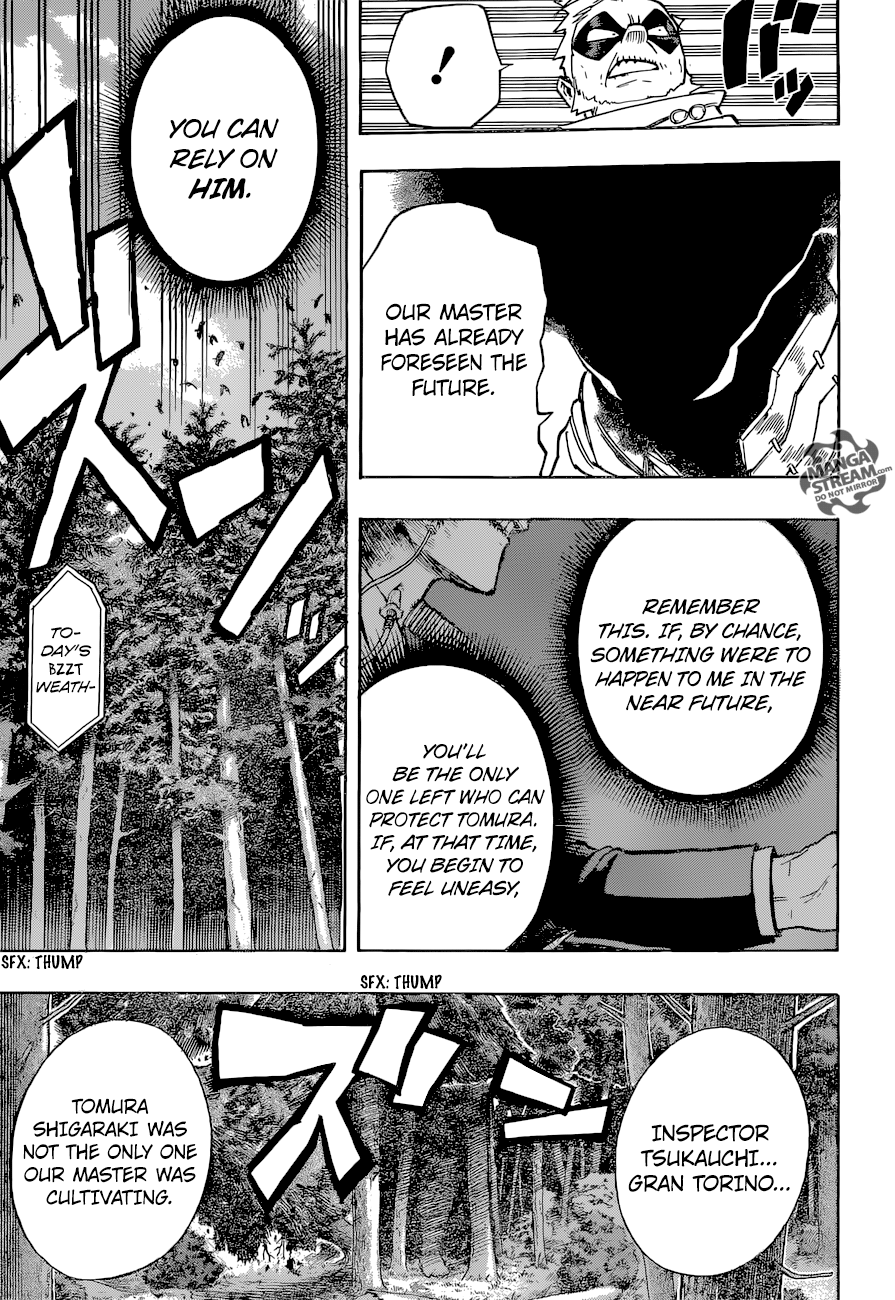 !
OUR MASTER
HAS ALREADY
FORESEEN THE
FUTURE.
MANGA
STREAM.com
DO NOT MIRROR
REMEMBER
THIS. IF, BY CHANCE,
SOMETHING WERE TO
HAPPEN TO ME IN THE
NEAR FUTURE,
YOU'LL
BE THE ONLY
ONE LEFT WHO CAN
PROTECT TOMURA.
IF, AT THAT TIME,
YOU BEGIN TO
FEEL UNEASY,
YOU CAN
RELY ON
HIM.
ズン
TO-
DAY'S
BZZT
WEATH-
SFX: THUMP
SFX: THUMP
ズン
INSPECTOR
TSUKAUCHI...
GRAN TORINO...
TOMURA
SHIGARAKI WAS
NOT THE ONLY ONE
OUR MASTER WAS
CULTIVATING.